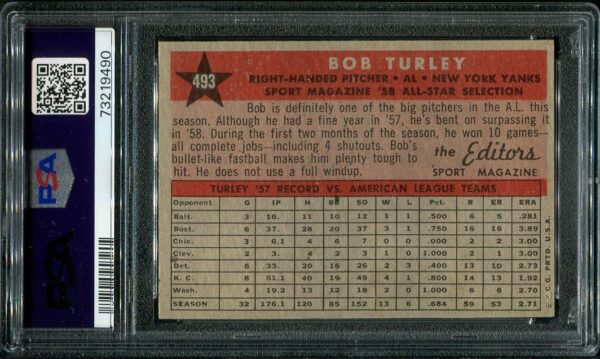 73219490
PSA
PSA
493
BOB TURLEY
RIGHT-HANDED PITCHER • AL • NEW YORK YANKS
SPORT MAGAZINE '58 ALL-STAR SELECTION
Bob is definitely one of the big pitchers in the A.L. this
season. Although he had a fine year in '57, he's bent on surpassing it
in '58. During the first two months of the season, he won 10 games—
all complete jobs—including 4 shutouts. Bob's
bullet-like fastball makes him plenty tough to
hit. He does not use a full windup.
the Editors
SPORT MAGAZINE
TURLEY '57 RECORD VS. AMERICAN LEAGUE TEAMS
Opponent G IP H BB SO W L Pct. R ER ERA
Balt. 3 16. 11 10 12 1 1 .500 6 5 .281
Bost. 6 37. 28 20 36 3 1 .750 16 16 3.89
Chic. 3 6.1 4 6 7 0 1 .000 2 2 3.00
Clev. 2 3. 4 3 2 0 0 .000 1 1 3.00
Det. 6 33. 20 16 26 2 3 .400 13 10 2.73
K. C. 8 61.1 40 19 50 4 1 .800 14 13 1.92
Wash. 4 19.2 13 12 20 2 0 1.000 7 6 2.70
SEASON 32 176.1 120 85 152 13 6 .684 59 53 2.71
T.C.G. PRTD. U.S.A.